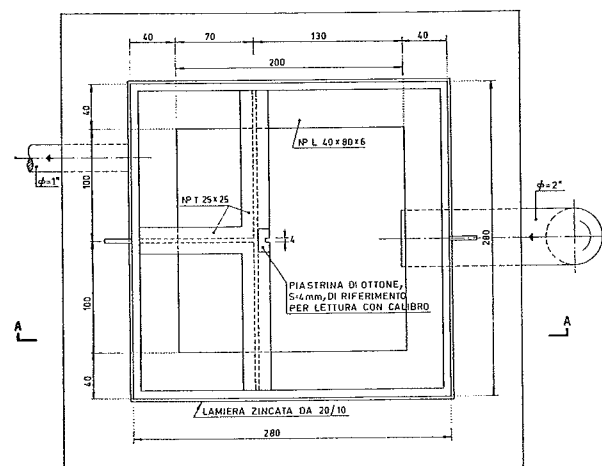 40 70 130 40
200
40
NP L 40×80×6
ϕ=1"
100
NP T 25×25
ϕ=2"
4
280
PIASTRINA DI OTTONE,
S=4mm, DI RIFERIMENTO
PER LETTURA CON CALIBRO
100
A A
40
LAMIERA ZINCATA DA 20/10
280